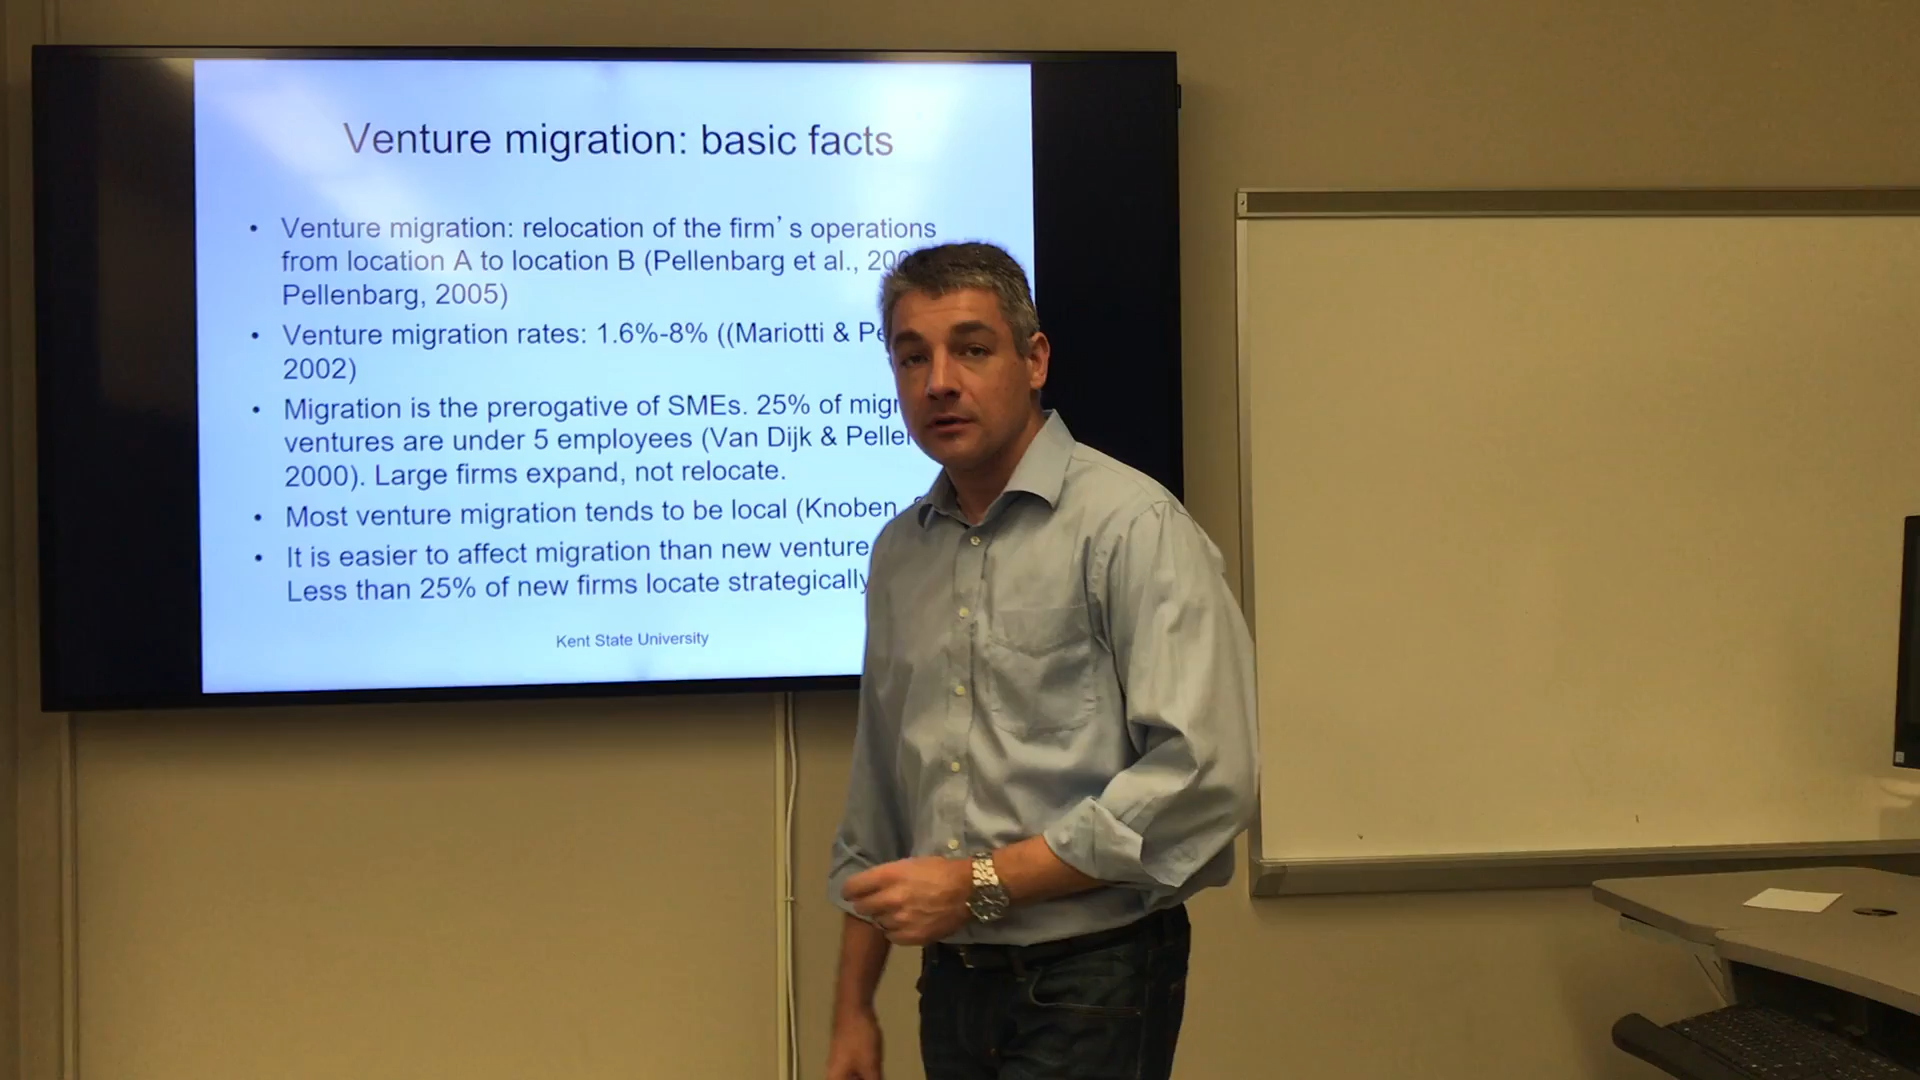 Venture migration: basic facts
• Venture migration: relocation of the firm's operations
from location A to location B (Pellenbarg et al.,
Pellenbarg, 2005)
• Venture migration rates: 1.6%-8% ((Mariotti &
2002)
• Migration is the prerogative of SMEs. 25% of
ventures are under 5 employees (Van Dijk &
2000). Large firms expand, not relocate.
• Most venture migration tends to be local (Knoben
• It is easier to affect migration than new venture
Less than 25% of new firms locate strategically
Kent State University